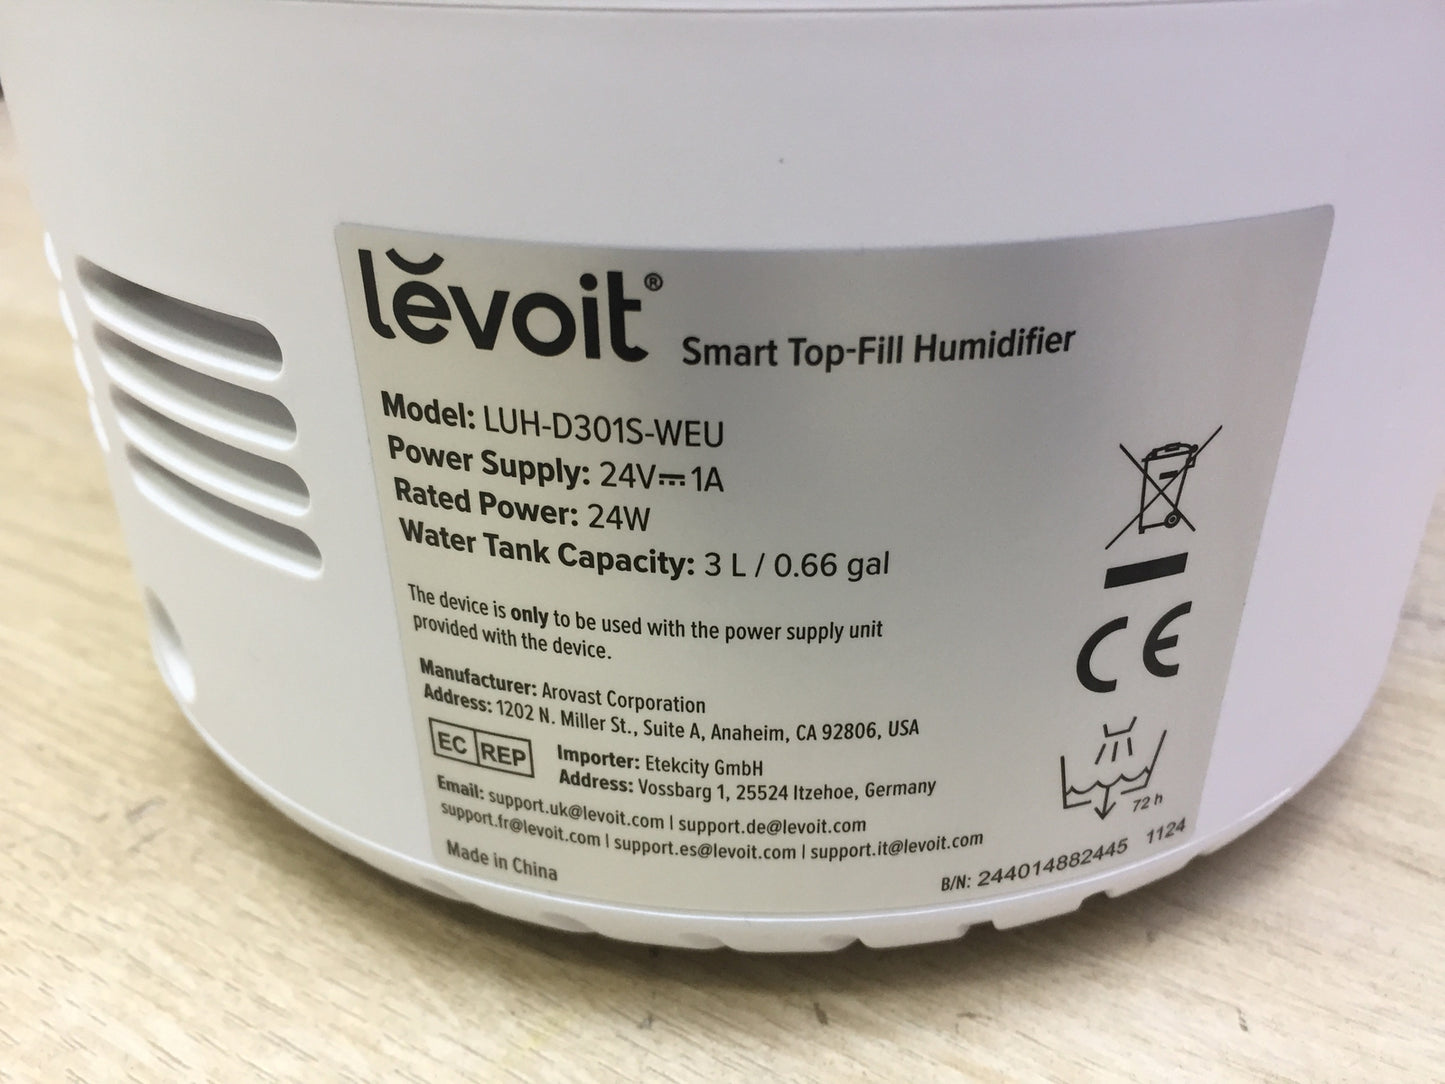 lĕvoit® Smart Top-Fill Humidifier
Model: LUH-D301S-WEU
Power Supply: 24V⎓1A
Rated Power: 24W
Water Tank Capacity: 3 L / 0.66 gal
The device is only to be used with the power supply unit
provided with the device.
Manufacturer: Arovast Corporation
Address: 1202 N. Miller St., Suite A, Anaheim, CA 92806, USA
EC REP
Importer: Etekcity GmbH
Address: Vossbarg 1, 25524 Itzehoe, Germany
Email: support.uk@levoit.com | support.de@levoit.com
support.fr@levoit.com | support.es@levoit.com | support.it@levoit.com
Made in China
CE
72 h
B/N: 244014882445 1124